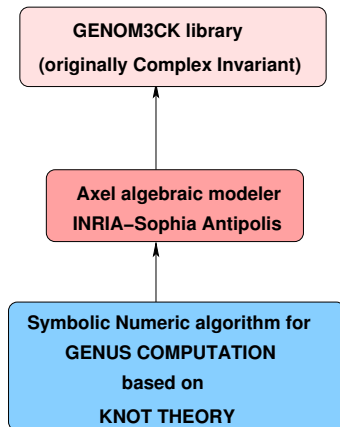 GENOM3CK library
(originally Complex Invariant)
Axel algebraic modeler
INRIA−Sophia Antipolis
Symbolic Numeric algorithm for
GENUS COMPUTATION
based on
KNOT THEORY